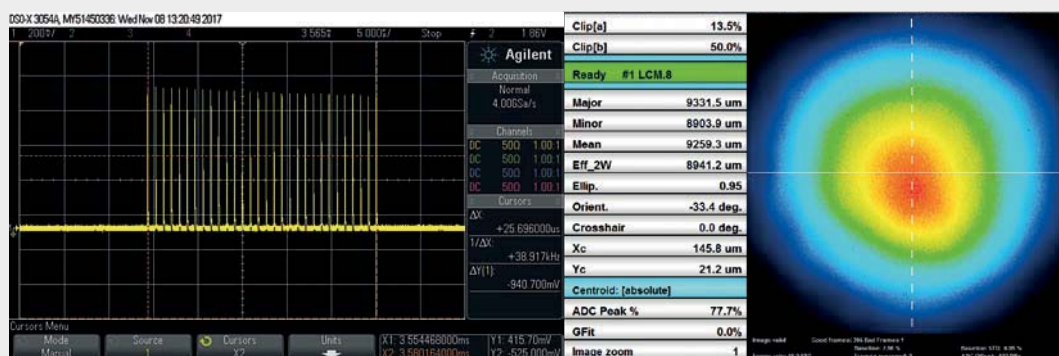 DSO-X 3054A, MY51450336: Wed Nov 08 13:20:49 2017
1 200V/ 2 3 4 3.565s 5.000s/ Stop 2 1.86V
Agilent
Acquisition
Normal
4.00GSa/s
Channels
DC 50Ω 1.00:1
DC 50Ω 1.00:1
DC 50Ω 1.00:1
DC 50Ω 1.00:1
Cursors
ΔX:
+25.696000us
1/ΔX:
+38.917kHz
ΔY(1):
-940.700mV
Cursors Menu
Mode
Manual
Source
1
Cursors
X2
Units
X1: 3.554468000ms
X2: 3.580164000ms
Y1: 415.70mV
Y2: -525.000mV
Clip[a] 13.5%
Clip[b] 50.0%
Ready #1 LCM.8
Major 9331.5 um
Minor 8903.9 um
Mean 9259.3 um
Eff_2W 8941.2 um
Ellip. 0.95
Orient. -33.4 deg.
Crosshair 0.0 deg.
Xc 145.8 um
Yc 21.2 um
Centroid: [absolute]
ADC Peak % 77.7%
GFit 0.0%
Image zoom 1
Image valid